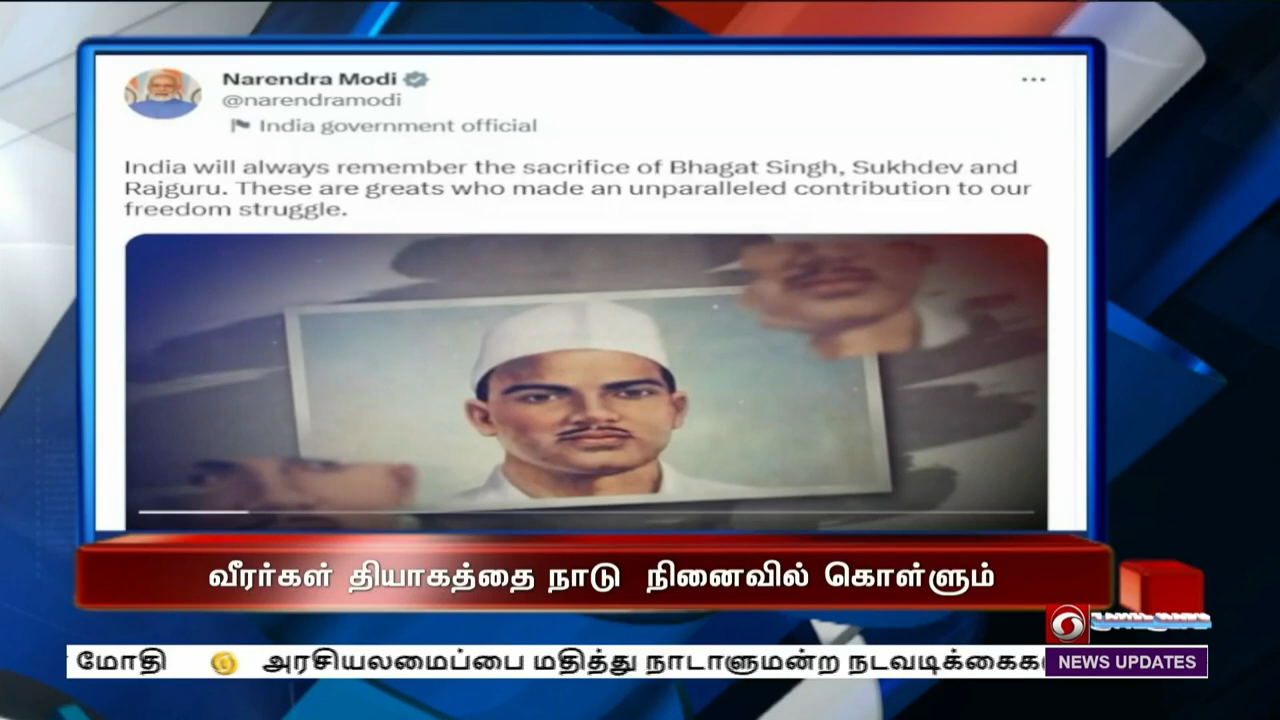 Narendra Modi
@narendramodi
India government official
India will always remember the sacrifice of Bhagat Singh, Sukhdev and
Rajguru. These are greats who made an unparalleled contribution to our
freedom struggle.
வீரர்கள் தியாகத்தை நாடு நினைவில் கொள்ளும்
மோதி அரசியலமைப்பை மதித்து நாடாளுமன்ற
NEWS UPDATES